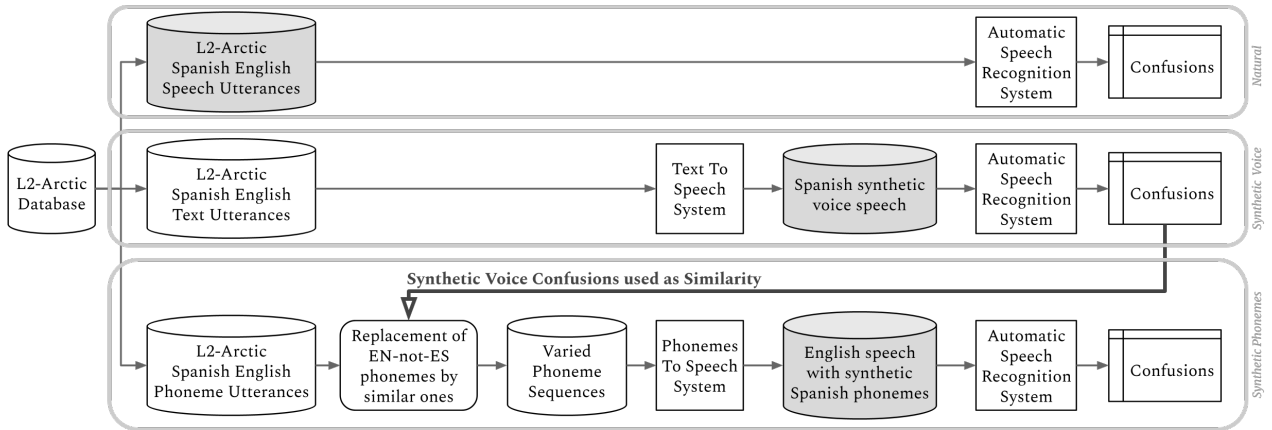 L2-Arctic
Database
L2-Arctic
Spanish English
Speech Utterances
Automatic
Speech
Recognition
System
Confusions
Natural
L2-Arctic
Spanish English
Text Utterances
Text To
Speech
System
Spanish synthetic
voice speech
Automatic
Speech
Recognition
System
Confusions
Synthetic Voice
Synthetic Voice Confusions used as Similarity
L2-Arctic
Spanish English
Phoneme Utterances
Replacement of
EN-not-ES
phonemes by
similar ones
Varied
Phoneme
Sequences
Phonemes
To Speech
System
English speech
with synthetic
Spanish phonemes
Automatic
Speech
Recognition
System
Confusions
Synthetic Phonemes